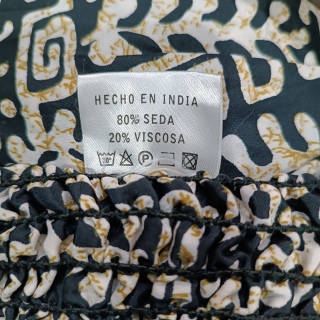 HECHO EN INDIA
80% SEDA
20% VISCOSA